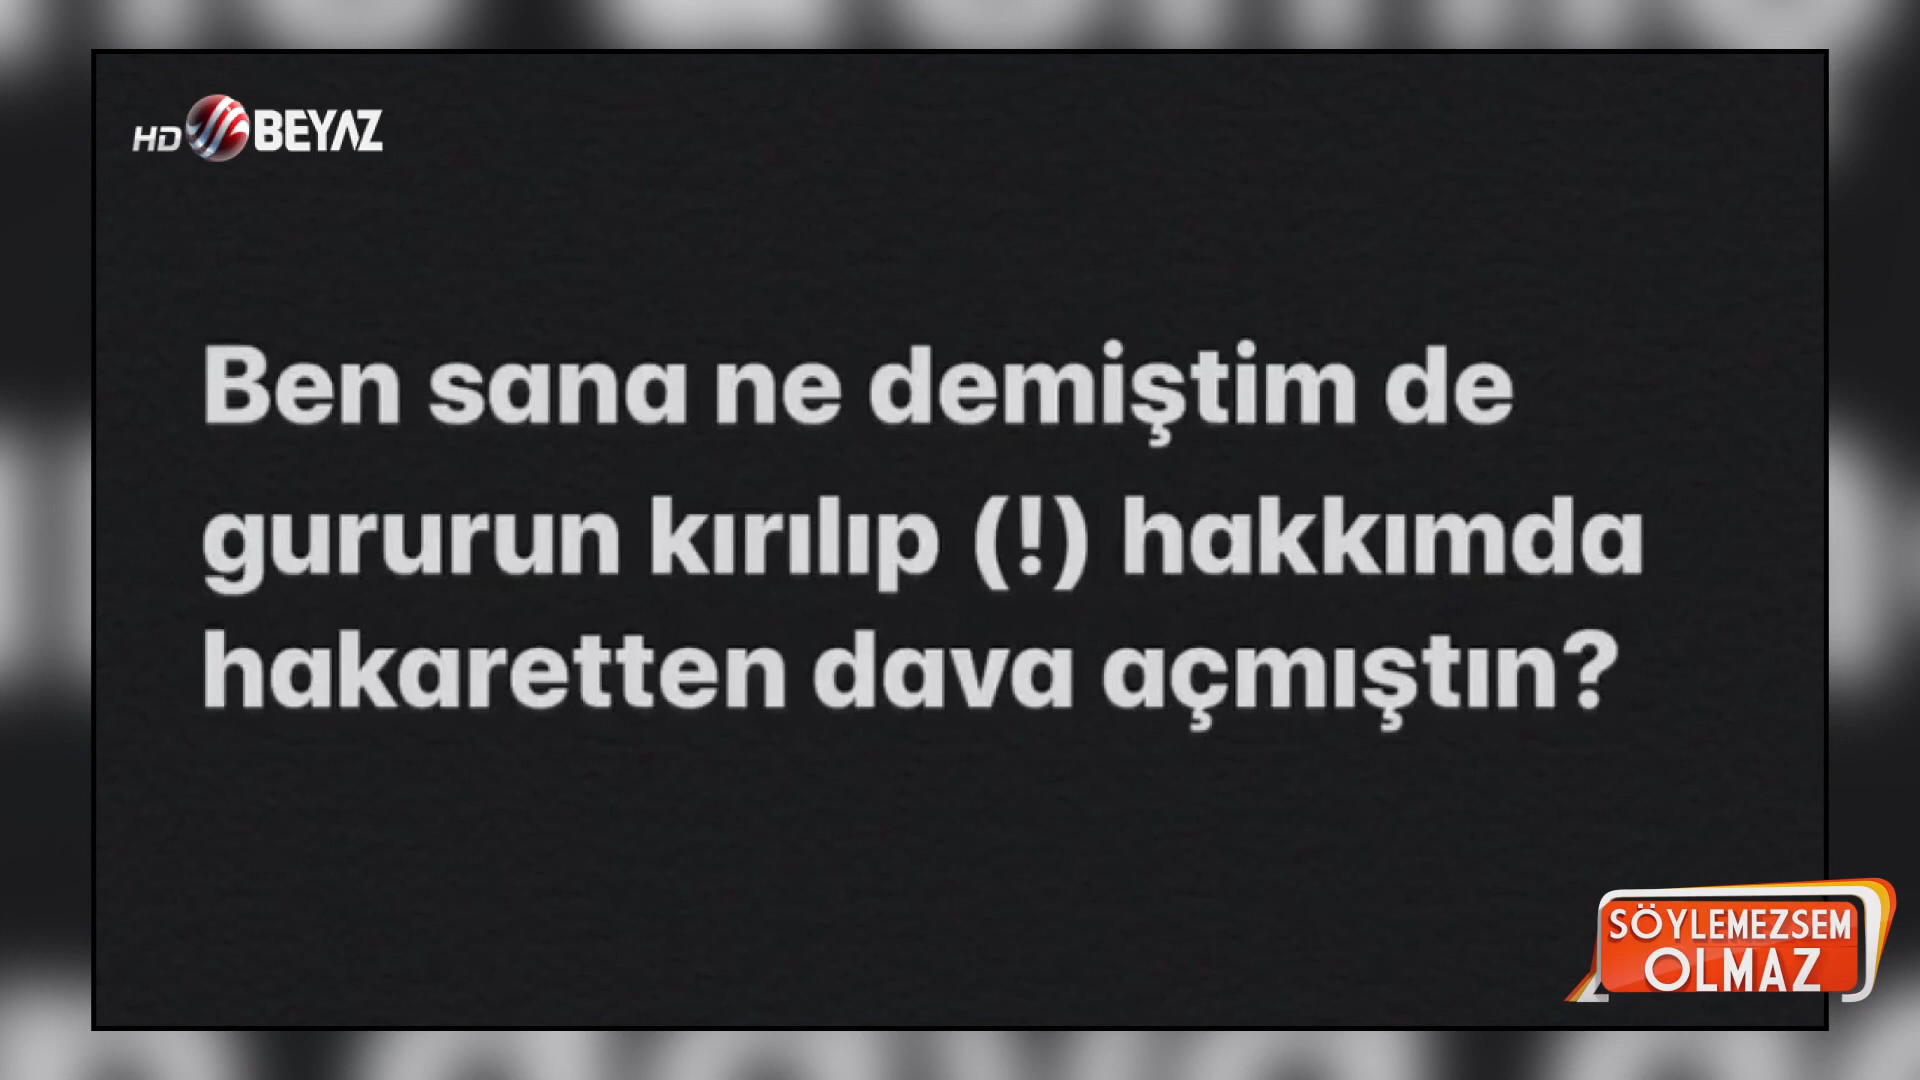 HD BEYAZ
Ben sana ne demiştim de
gururun kırılıp (!) hakkımda
hakaretten dava açmıştın?
SÖYLEMEZSEM
OLMAZ